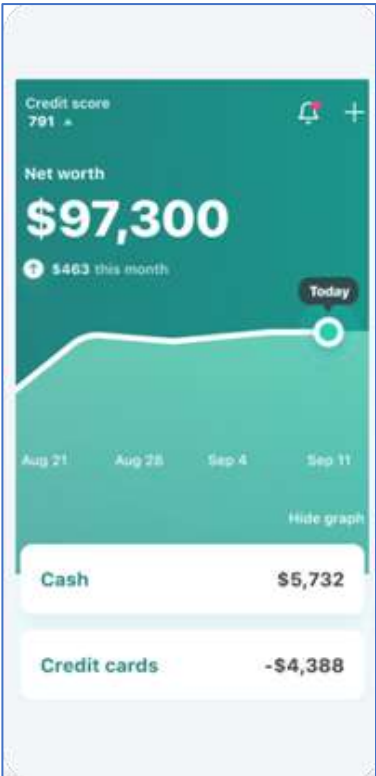 Credit score
791
Net worth
$97,300
$463 this month
Today
Aug 21 Aug 28 Sep 4 Sep 11
Hide graph
Cash $5,732
Credit cards -$4,388